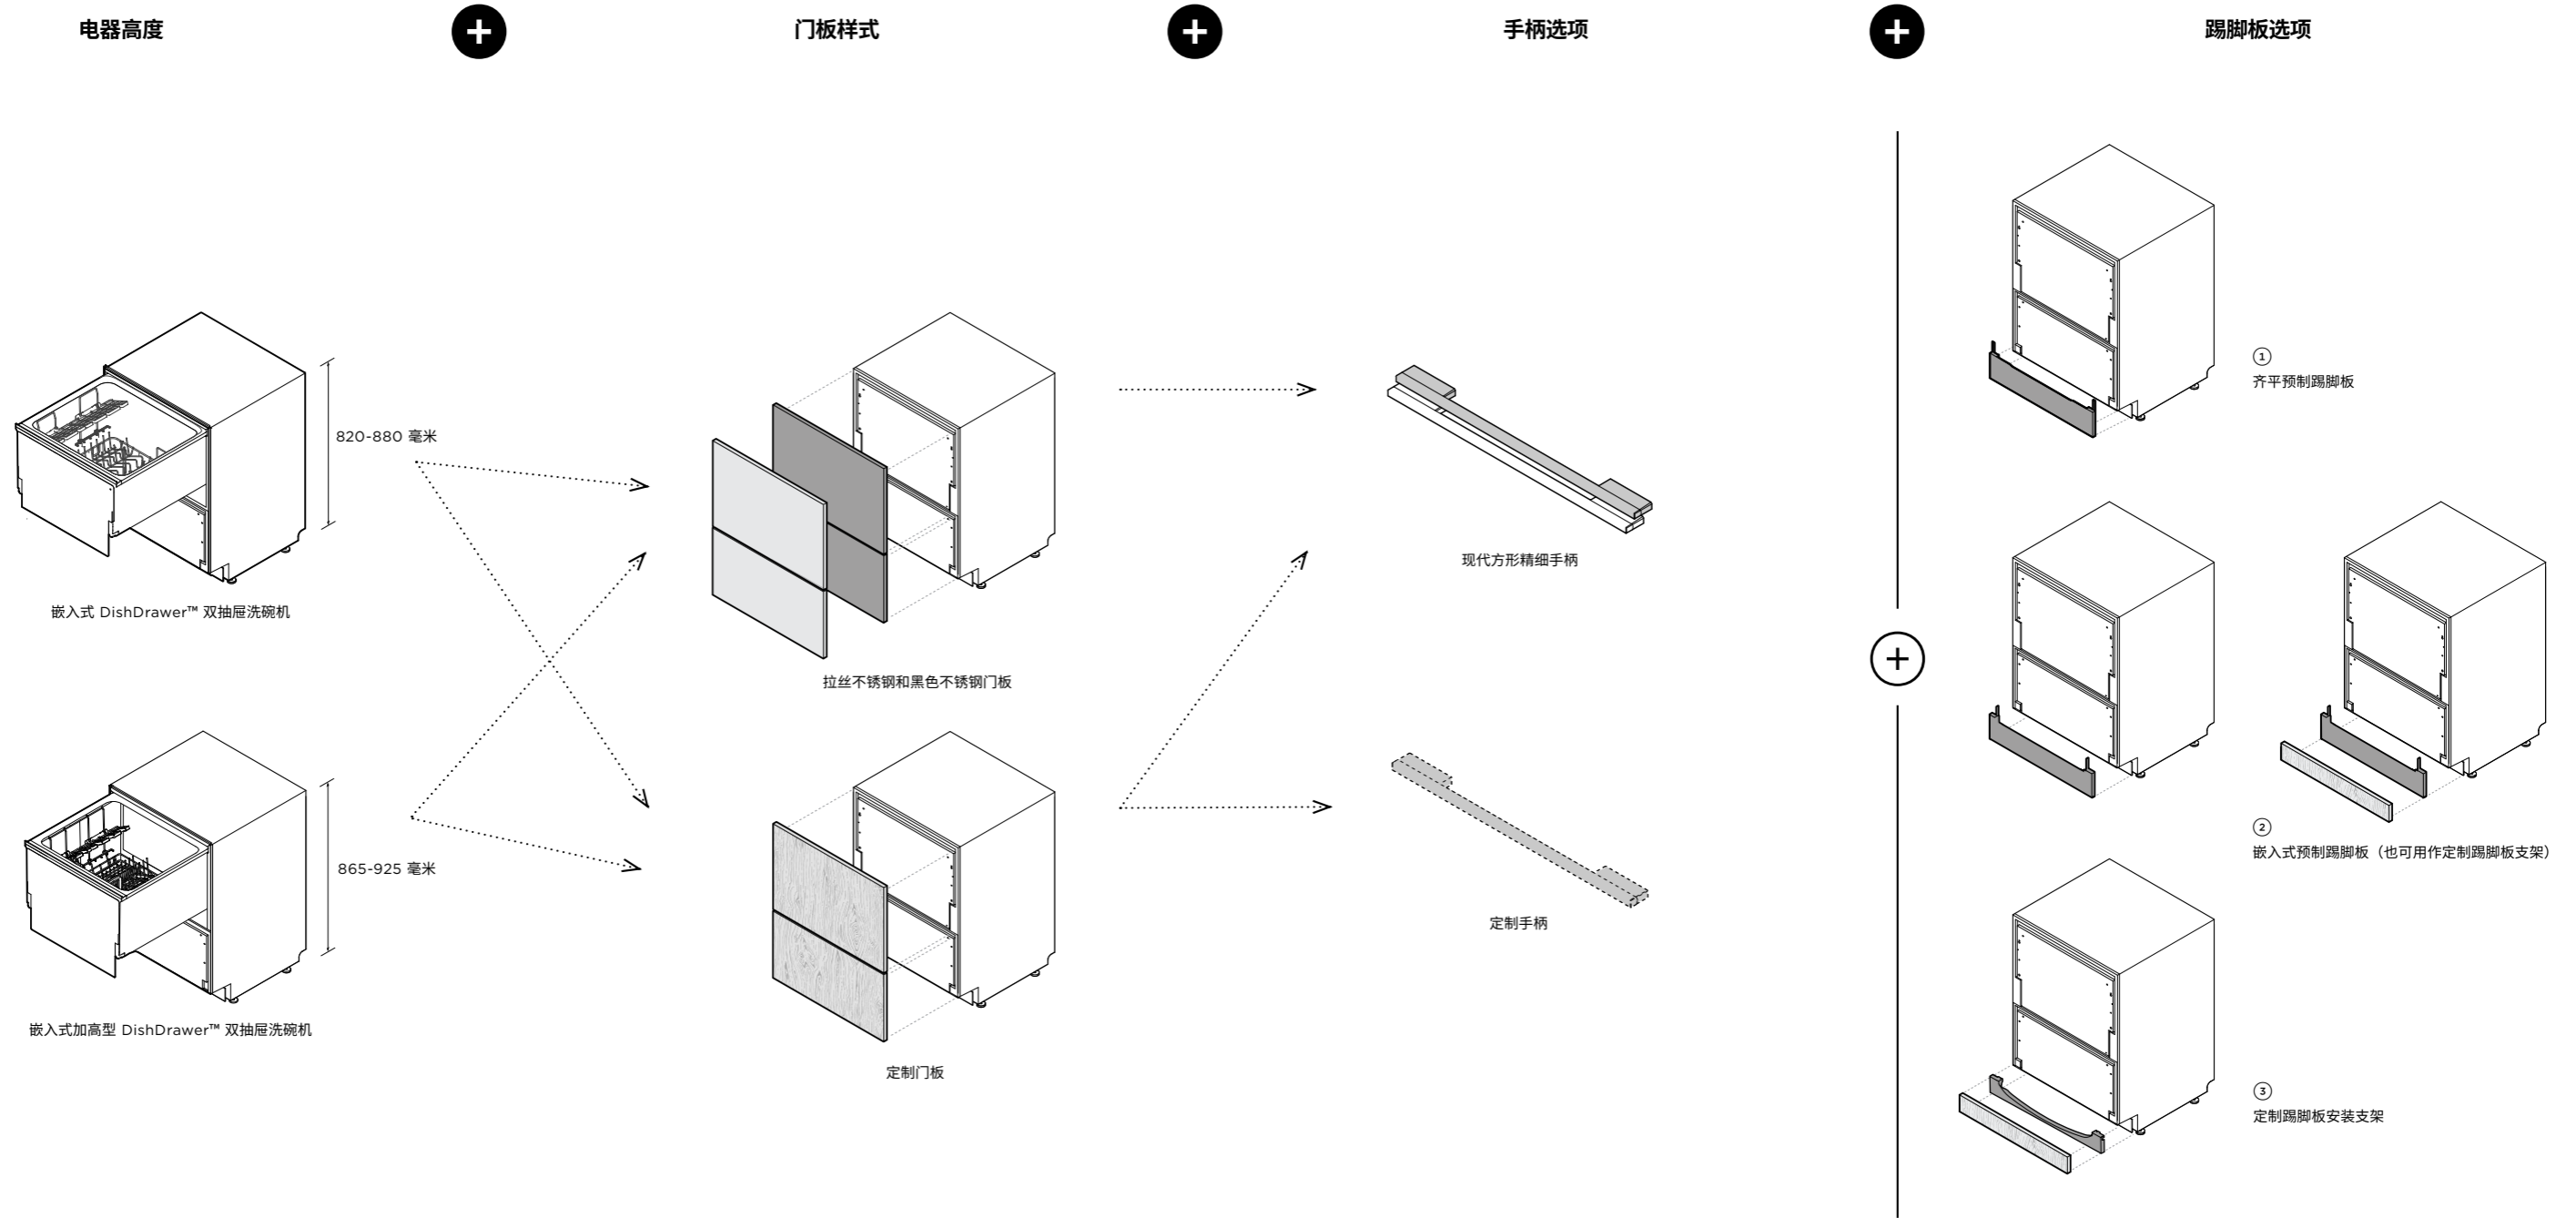 电器高度
门板样式
手柄选项
踢脚板选项
820-880 毫米
嵌入式 DishDrawer™ 双抽屉洗碗机
865-925 毫米
嵌入式加高型 DishDrawer™ 双抽屉洗碗机
拉丝不锈钢和黑色不锈钢门板
定制门板
现代方形精细手柄
定制手柄
①
齐平预制踢脚板
②
嵌入式预制踢脚板（也可用作定制踢脚板支架）
③
定制踢脚板安装支架